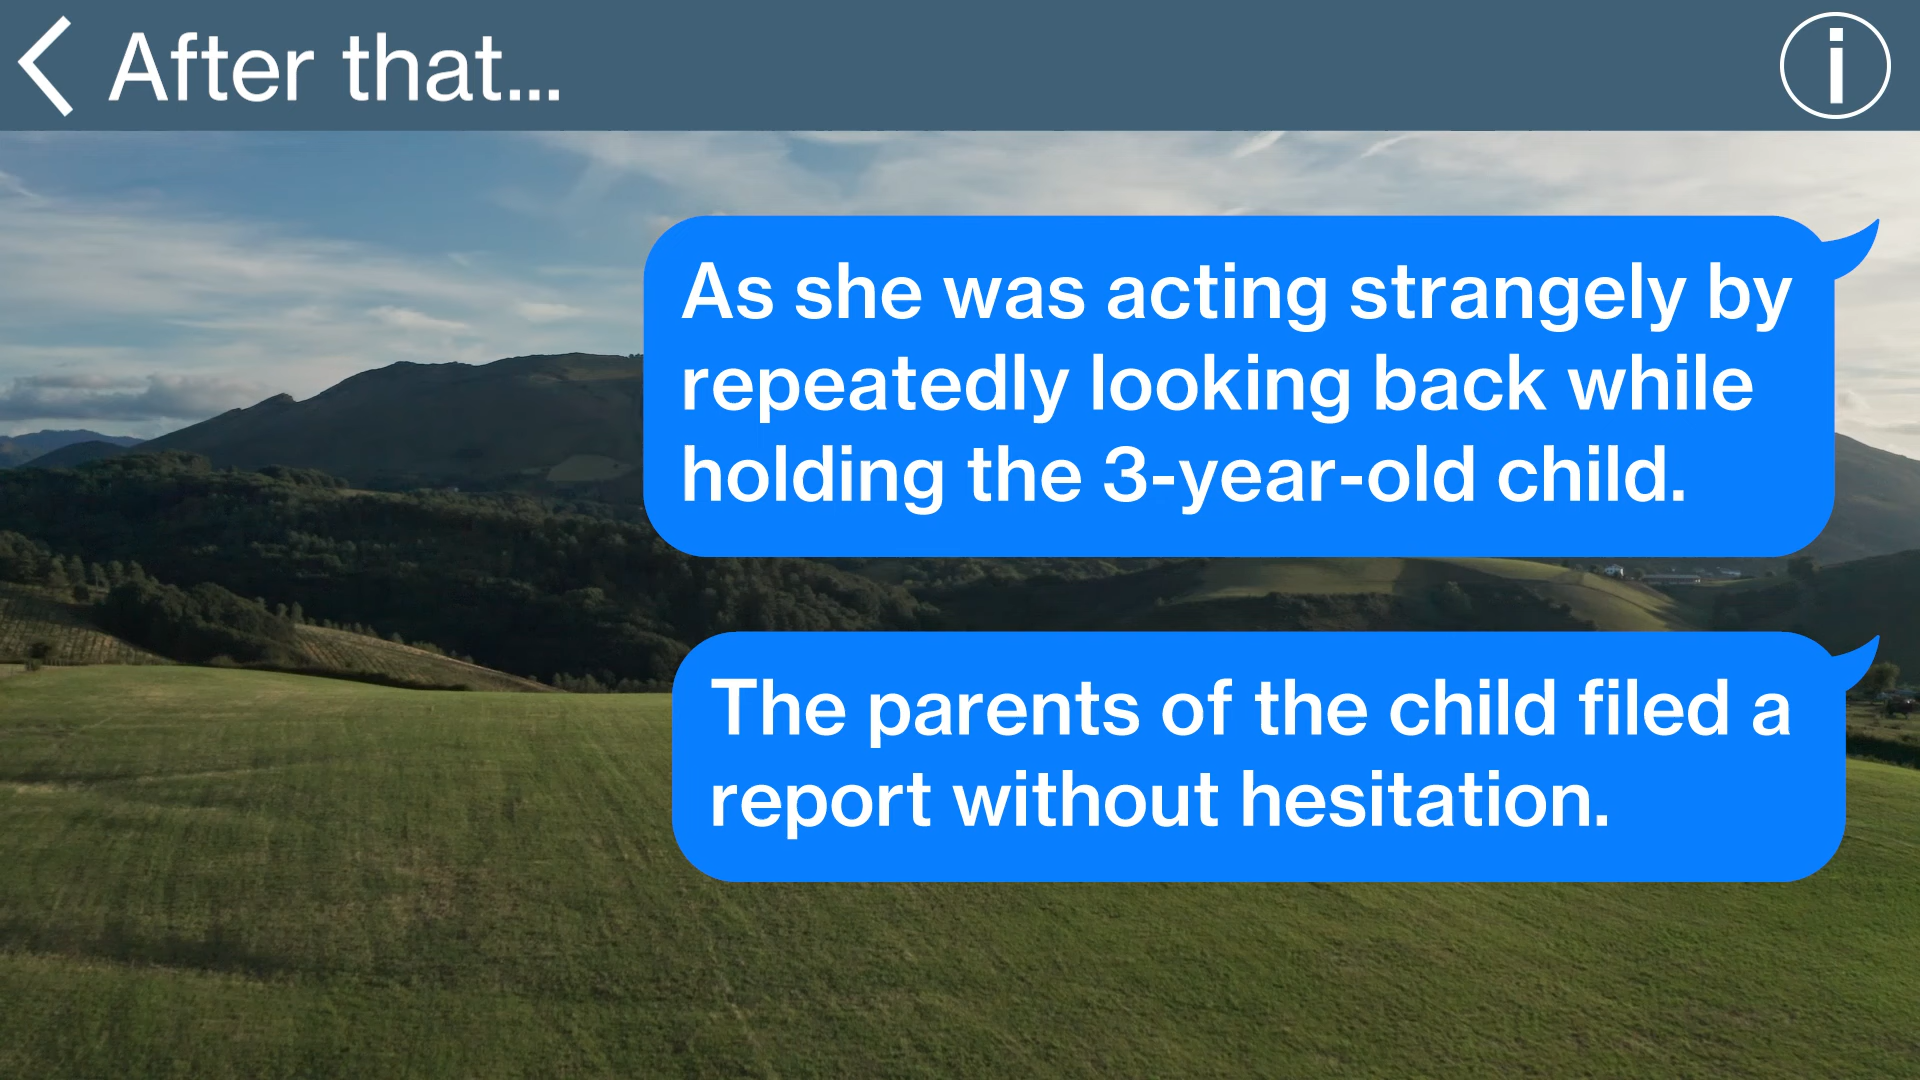 After that...
i
As she was acting strangely by
repeatedly looking back while
holding the 3-year-old child.
The parents of the child filed a
report without hesitation.